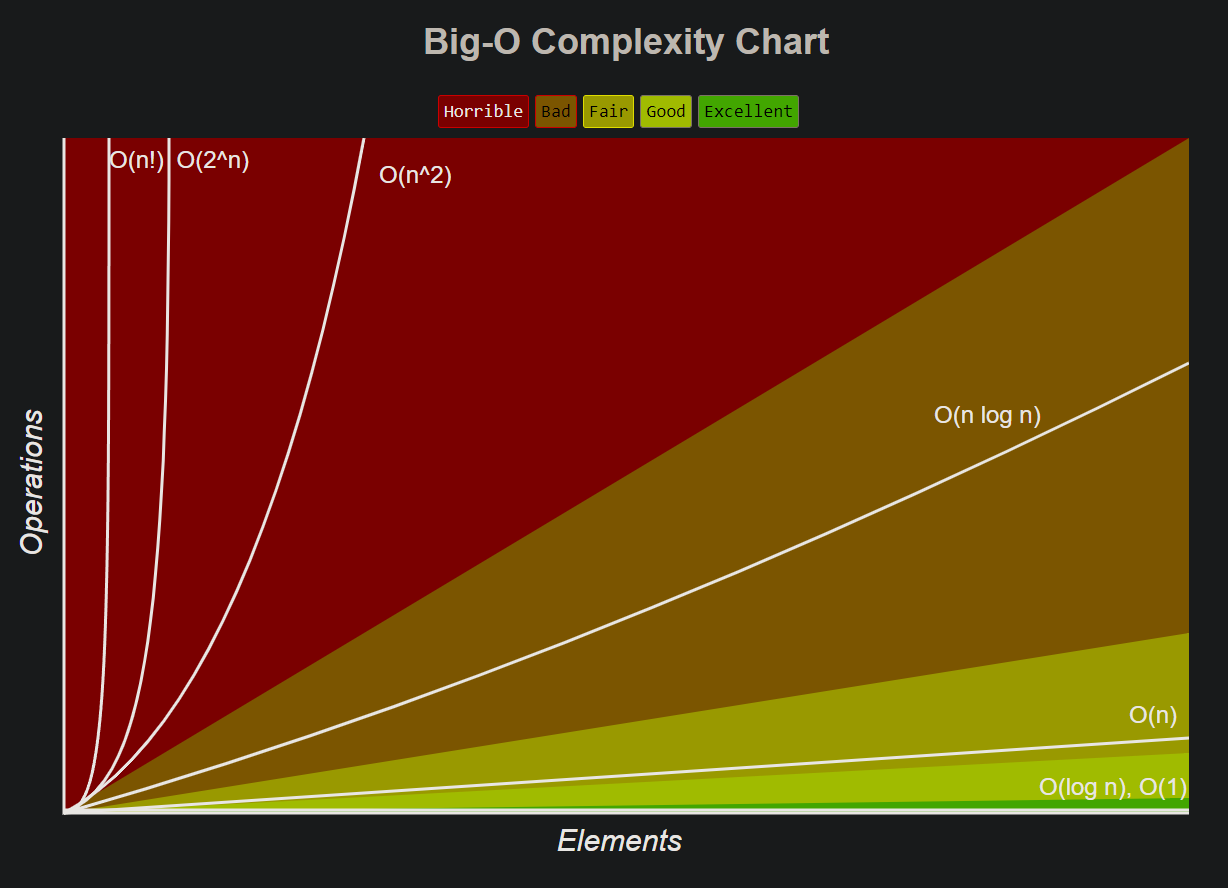 Big-O Complexity Chart
Horrible Bad Fair Good Excellent
O(n!) O(2^n)
O(n^2)
O(n log n)
Operations
O(n)
O(log n), O(1)
Elements